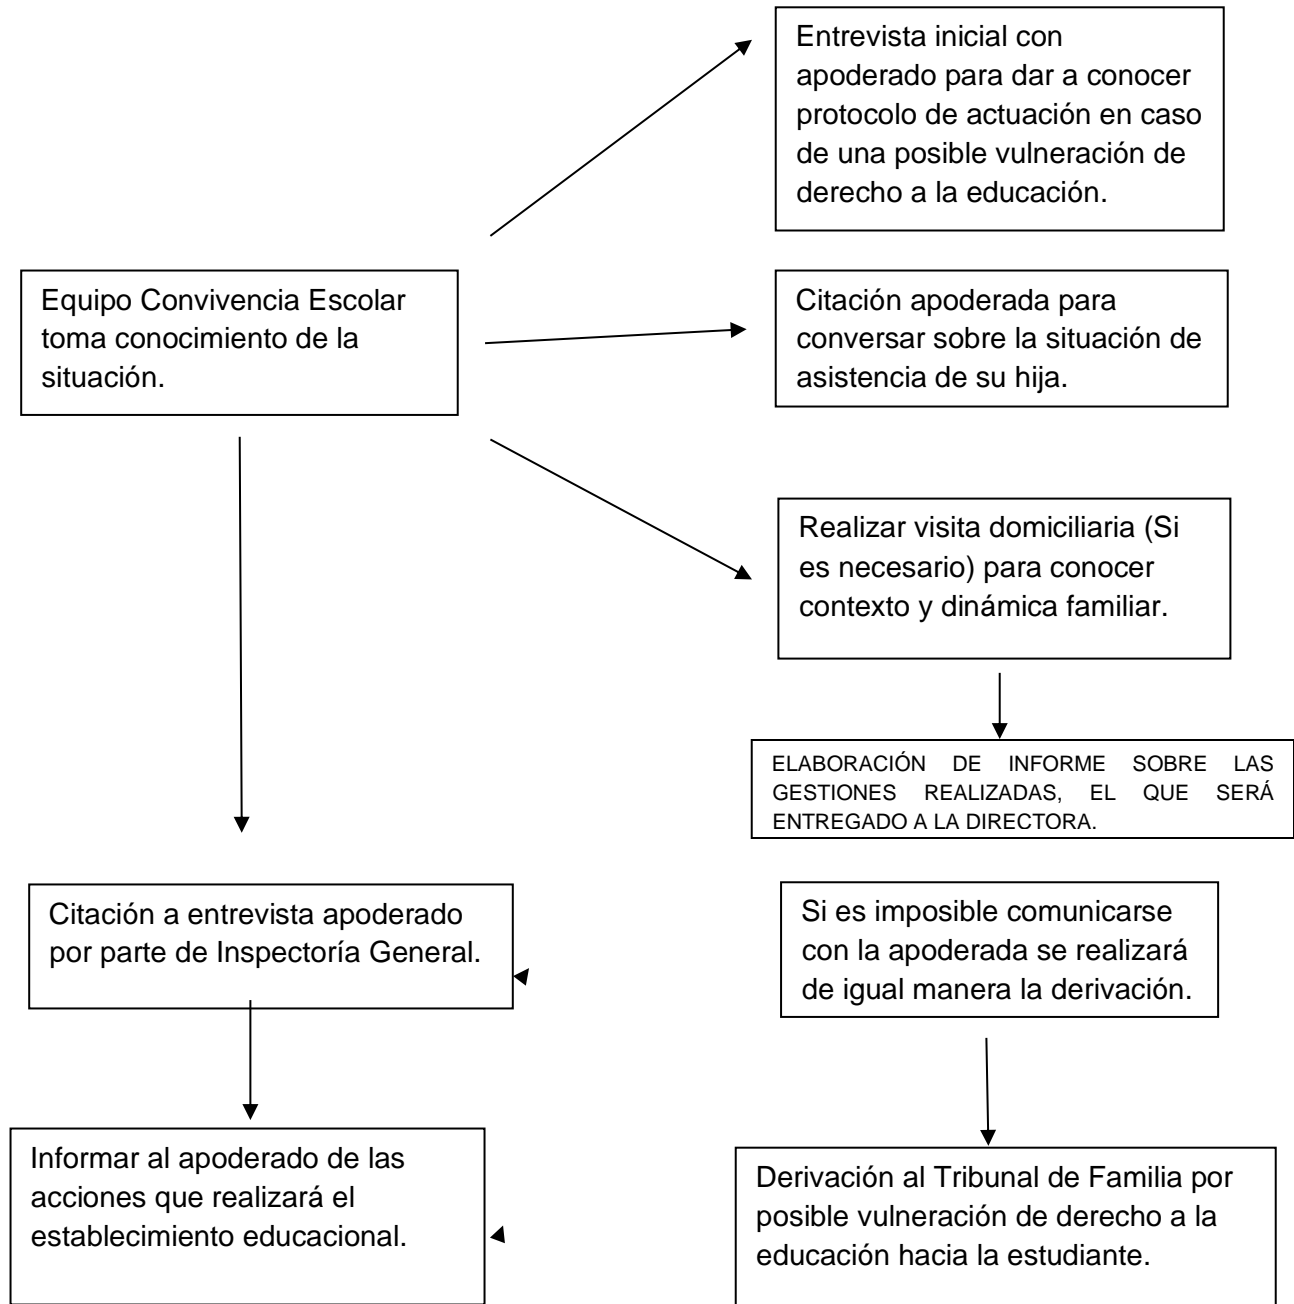 Entrevista inicial con
apoderado para dar a conocer
protocolo de actuación en caso
de una posible vulneración de
derecho a la educación.
Equipo Convivencia Escolar
toma conocimiento de la
situación.
Citación apoderada para
conversar sobre la situación de
asistencia de su hija.
Realizar visita domiciliaria (Si
es necesario) para conocer
contexto y dinámica familiar.
ELABORACIÓN DE INFORME SOBRE LAS
GESTIONES REALIZADAS, EL QUE SERÁ
ENTREGADO A LA DIRECTORA.
Citación a entrevista apoderado
por parte de Inspectoría General.
Si es imposible comunicarse
con la apoderada se realizará
de igual manera la derivación.
Informar al apoderado de las
acciones que realizará el
establecimiento educacional.
Derivación al Tribunal de Familia por
posible vulneración de derecho a la
educación hacia la estudiante.